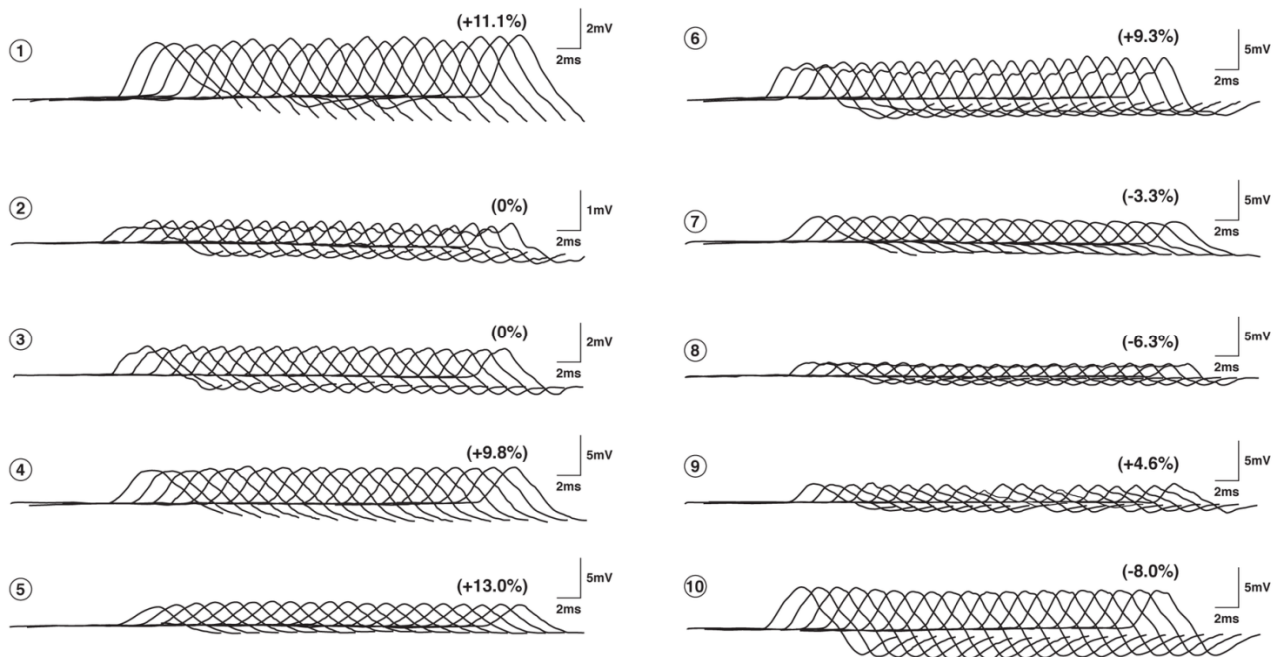 ① (+11.1%) 2mV 2ms
② (0%) 1mV 2ms
③ (0%) 2mV 2ms
④ (+9.8%) 5mV 2ms
⑤ (+13.0%) 5mV 2ms
⑥ (+9.3%) 5mV 2ms
⑦ (-3.3%) 5mV 2ms
⑧ (-6.3%) 5mV 2ms
⑨ (+4.6%) 5mV 2ms
⑩ (-8.0%) 5mV 2ms